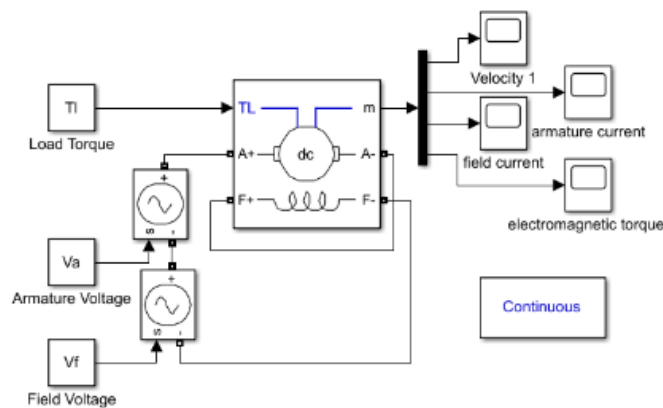 Velocity 1
Tl
Load Torque
TL
m
armature current
dc
A+
A-
field current
F+
F-
+
S
-
electromagnetic torque
Va
Armature Voltage
+
S
-
Continuous
Vf
Field Voltage